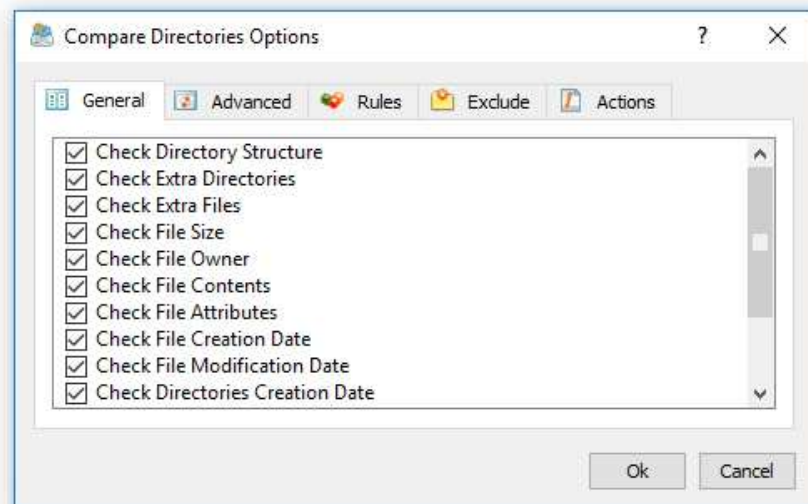 Compare Directories Options
?
General Advanced Rules Exclude Actions
Check Directory Structure
Check Extra Directories
Check Extra Files
Check File Size
Check File Owner
Check File Contents
Check File Attributes
Check File Creation Date
Check File Modification Date
Check Directories Creation Date
Ok Cancel